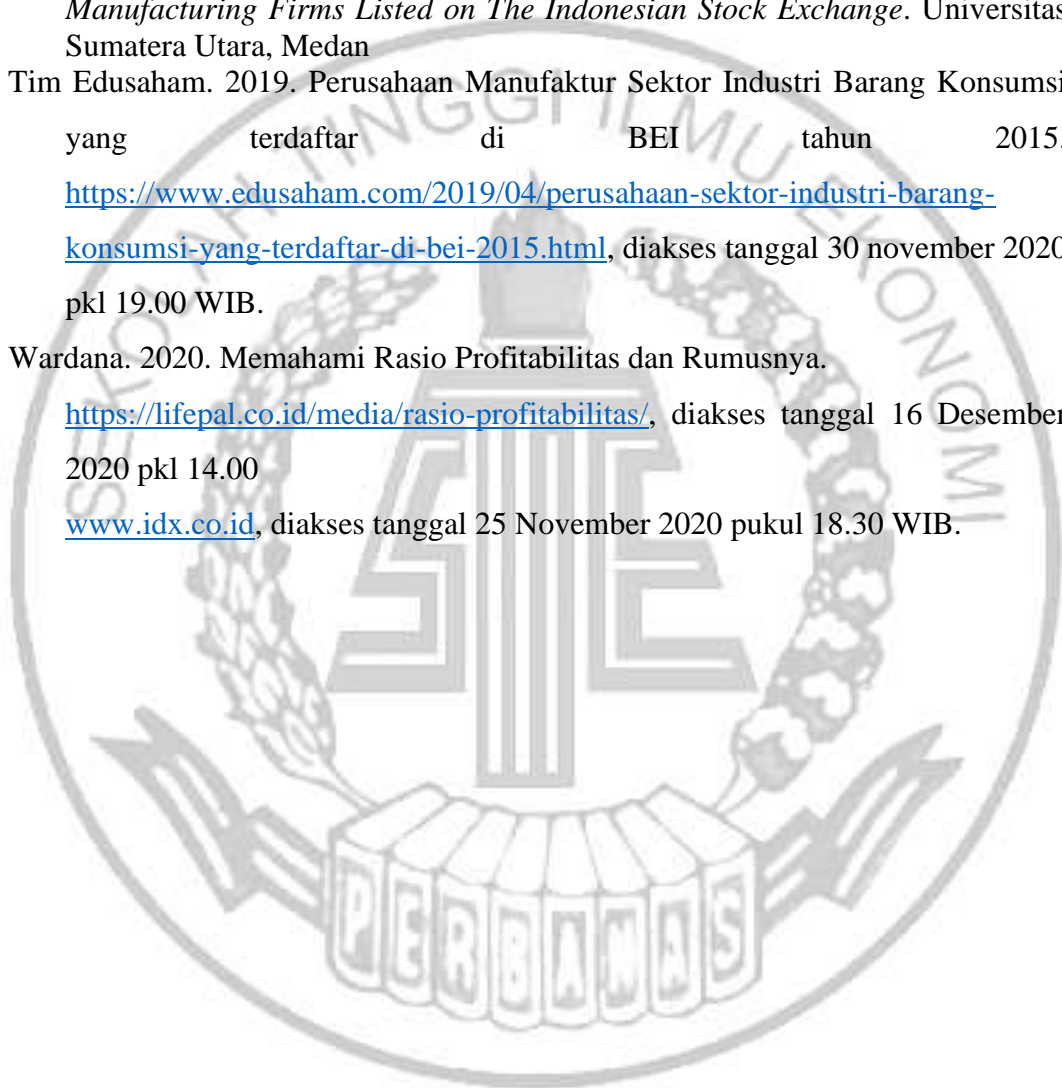 Manufacturing Firms Listed on The Indonesian Stock Exchange. Universitas
Sumatera Utara, Medan
Tim Edusaham. 2019. Perusahaan Manufaktur Sektor Industri Barang Konsumsi
yang terdaftar di BEI tahun 2015.
https://www.edusaham.com/2019/04/perusahaan-sektor-industri-barang-
konsumsi-yang-terdaftar-di-bei-2015.html, diakses tanggal 30 november 2020
pkl 19.00 WIB.
Wardana. 2020. Memahami Rasio Profitabilitas dan Rumusnya.
https://lifepal.co.id/media/rasio-profitabilitas/, diakses tanggal 16 Desember
2020 pkl 14.00
www.idx.co.id, diakses tanggal 25 November 2020 pukul 18.30 WIB.
SEKOLAH TINGGI ILMU EKONOMI
PERBANAS